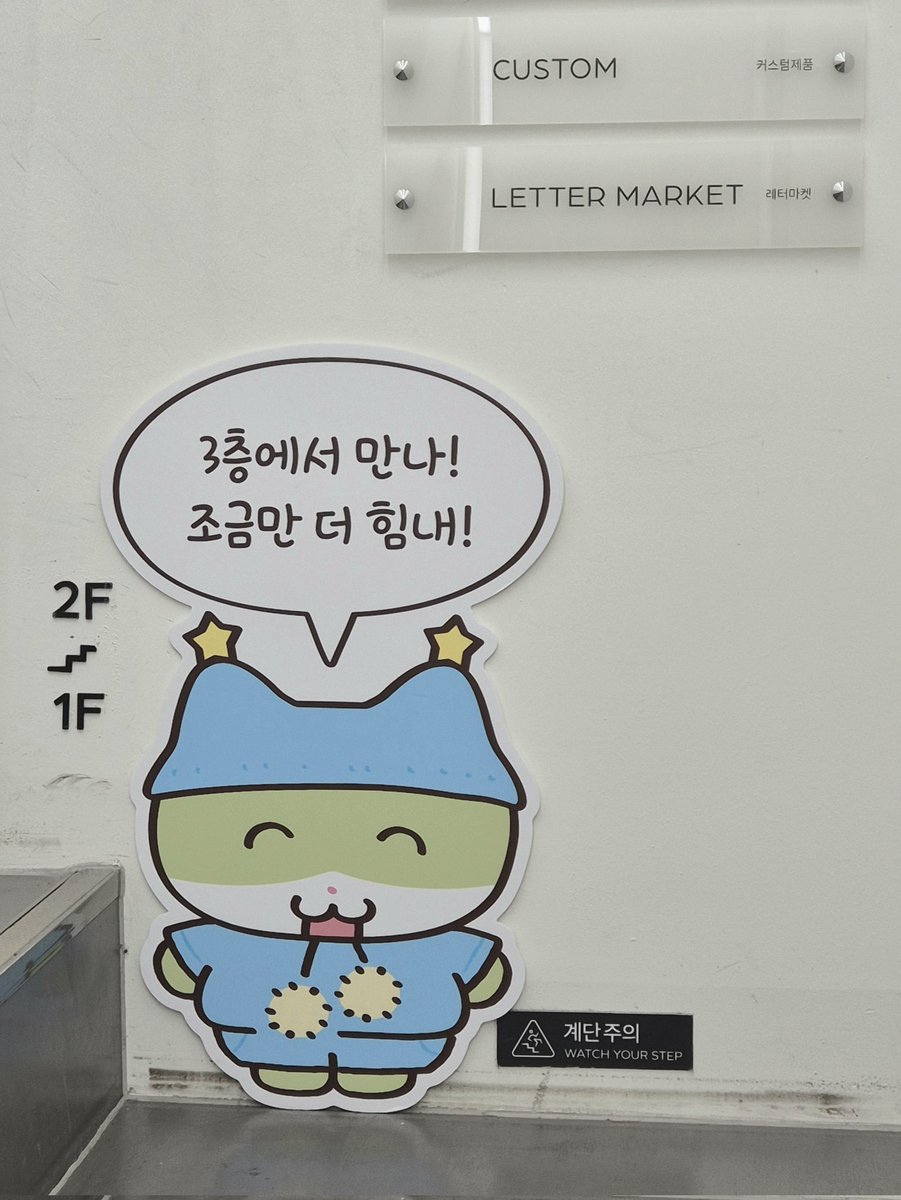 CUSTOM 커스텀제품
LETTER MARKET 레터마켓
3층에서 만나!
조금만 더 힘내!
2F
1F
계단주의
WATCH YOUR STEP